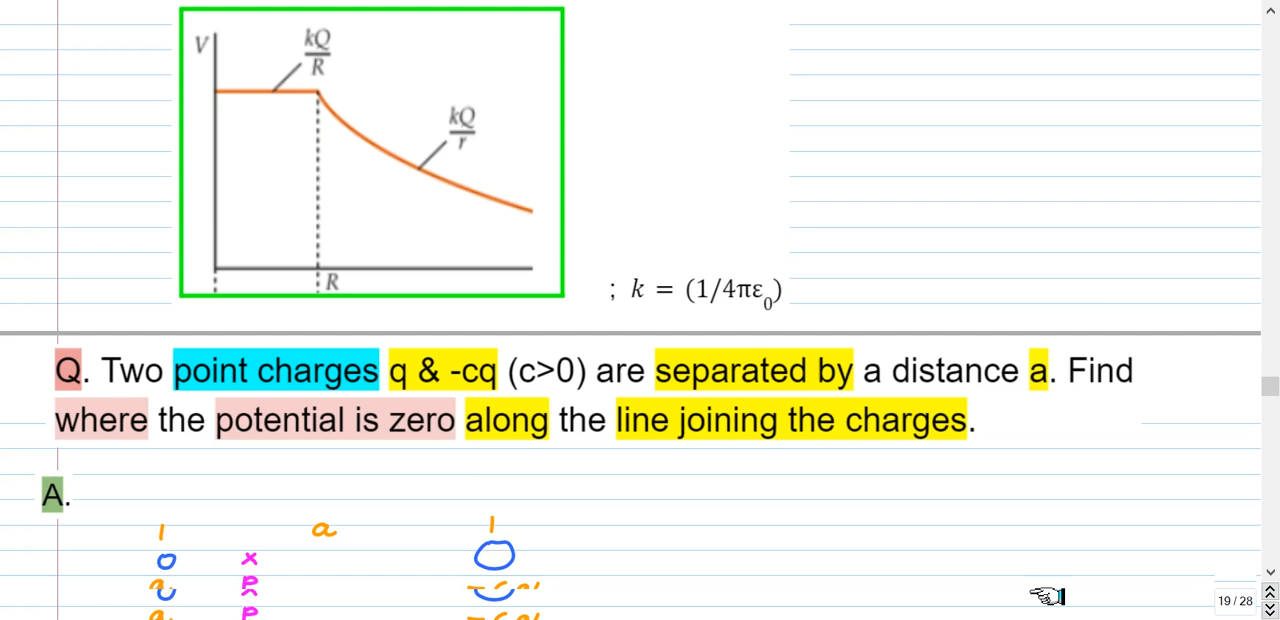 V
kQ
R
kQ
r
R
; k = (1/4πε₀)
Q. Two point charges q & -cq (c>0) are separated by a distance a. Find
where the potential is zero along the line joining the charges.
A.
a
x
P
P
19 / 28